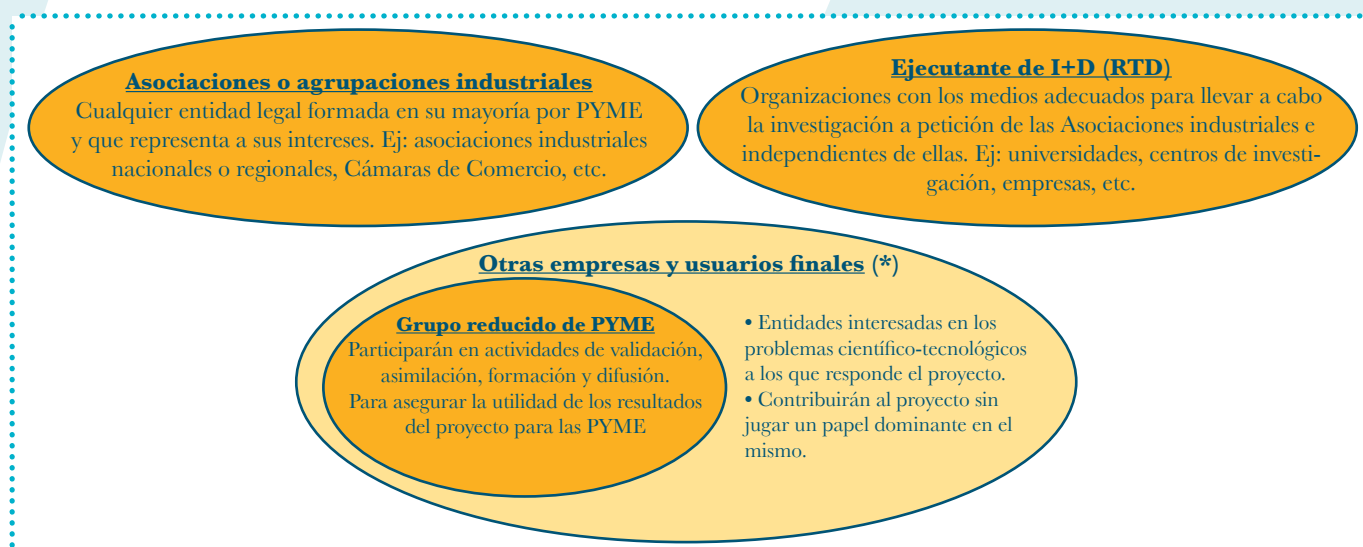 Asociaciones o agrupaciones industriales
Cualquier entidad legal formada en su mayoría por PYME
y que representa a sus intereses. Ej: asociaciones industriales
nacionales o regionales, Cámaras de Comercio, etc.
Ejecutante de I+D (RTD)
Organizaciones con los medios adecuados para llevar a cabo
la investigación a petición de las Asociaciones industriales e
independientes de ellas. Ej: universidades, centros de investi-
gación, empresas, etc.
Otras empresas y usuarios finales (*)
Grupo reducido de PYME
Participarán en actividades de validación,
asimilación, formación y difusión.
Para asegurar la utilidad de los resultados
del proyecto para las PYME
• Entidades interesadas en los
problemas científico-tecnológicos
a los que responde el proyecto.
• Contribuirán al proyecto sin
jugar un papel dominante en el
mismo.